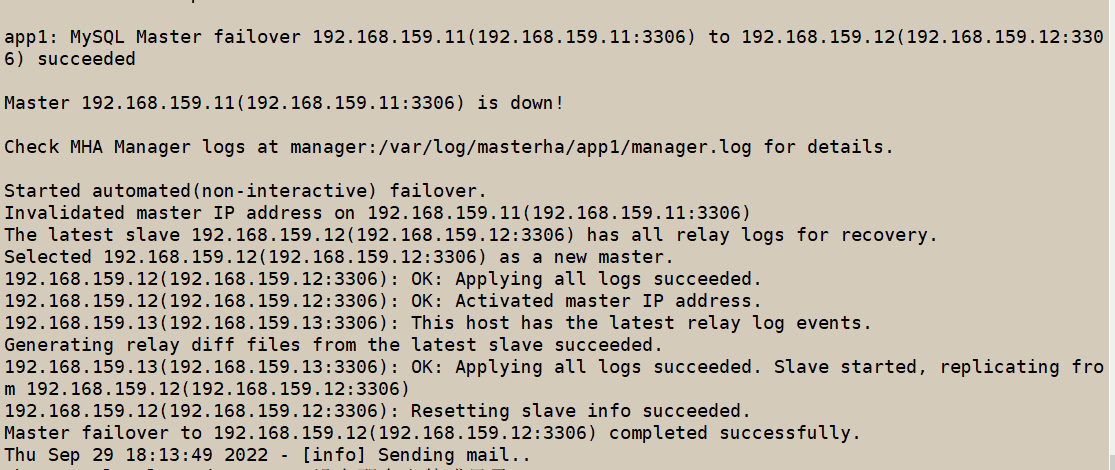 app1: MySQL Master failover 192.168.159.11(192.168.159.11:3306) to 192.168.159.12(192.168.159.12:330
6) succeeded
Master 192.168.159.11(192.168.159.11:3306) is down!
Check MHA Manager logs at manager:/var/log/masterha/app1/manager.log for details.
Started automated(non-interactive) failover.
Invalidated master IP address on 192.168.159.11(192.168.159.11:3306)
The latest slave 192.168.159.12(192.168.159.12:3306) has all relay logs for recovery.
Selected 192.168.159.12(192.168.159.12:3306) as a new master.
192.168.159.12(192.168.159.12:3306): OK: Applying all logs succeeded.
192.168.159.12(192.168.159.12:3306): OK: Activated master IP address.
192.168.159.13(192.168.159.13:3306): This host has the latest relay log events.
Generating relay diff files from the latest slave succeeded.
192.168.159.13(192.168.159.13:3306): OK: Applying all logs succeeded. Slave started, replicating fro
m 192.168.159.12(192.168.159.12:3306)
192.168.159.12(192.168.159.12:3306): Resetting slave info succeeded.
Master failover to 192.168.159.12(192.168.159.12:3306) completed successfully.
Thu Sep 29 18:13:49 2022 - [info] Sending mail..